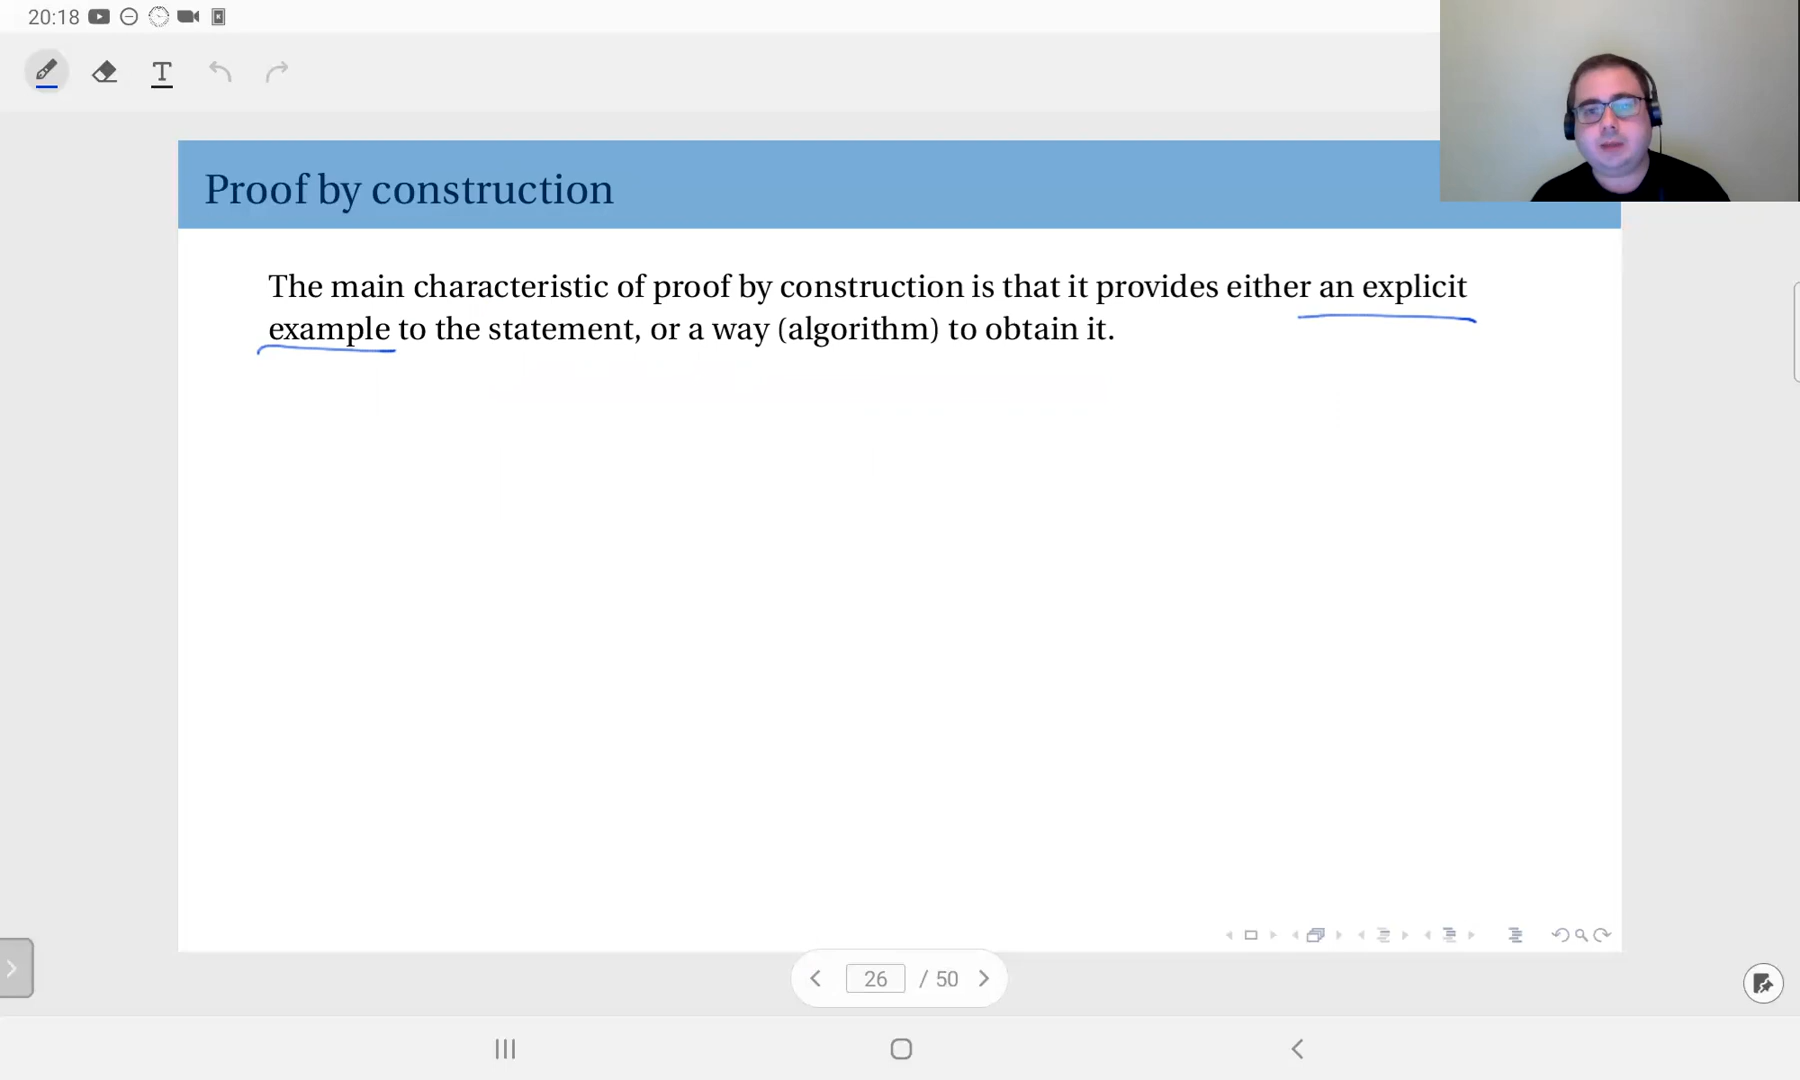 20:18
T
Proof by construction
The main characteristic of proof by construction is that it provides either an explicit
example to the statement, or a way (algorithm) to obtain it.
26 / 50